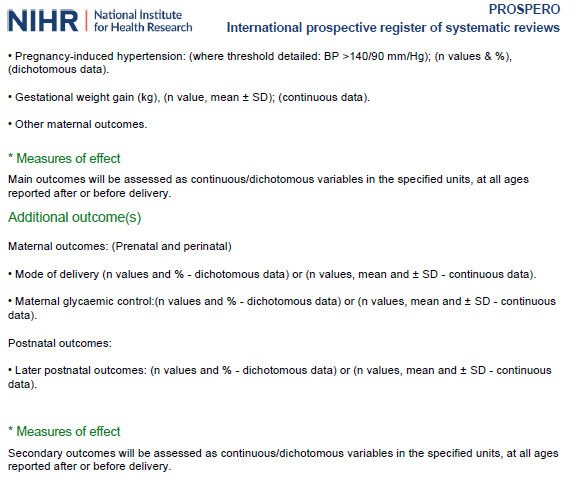 NIHR | National Institute for Health Research
PROSPERO
International prospective register of systematic reviews
• Pregnancy-induced hypertension: (where threshold detailed: BP >140/90 mm/Hg); (n values & %),
(dichotomous data).
• Gestational weight gain (kg), (n value, mean ± SD); (continuous data).
• Other maternal outcomes.
* Measures of effect
Main outcomes will be assessed as continuous/dichotomous variables in the specified units, at all ages
reported after or before delivery.
Additional outcome(s)
Maternal outcomes: (Prenatal and perinatal)
• Mode of delivery (n values and % - dichotomous data) or (n values, mean and ± SD - continuous data).
• Maternal glycaemic control:(n values and % - dichotomous data) or (n values, mean and ± SD - continuous
data).
Postnatal outcomes:
• Later postnatal outcomes: (n values and % - dichotomous data) or (n values, mean and ± SD - continuous
data).
* Measures of effect
Secondary outcomes will be assessed as continuous/dichotomous variables in the specified units, at all ages
reported after or before delivery.